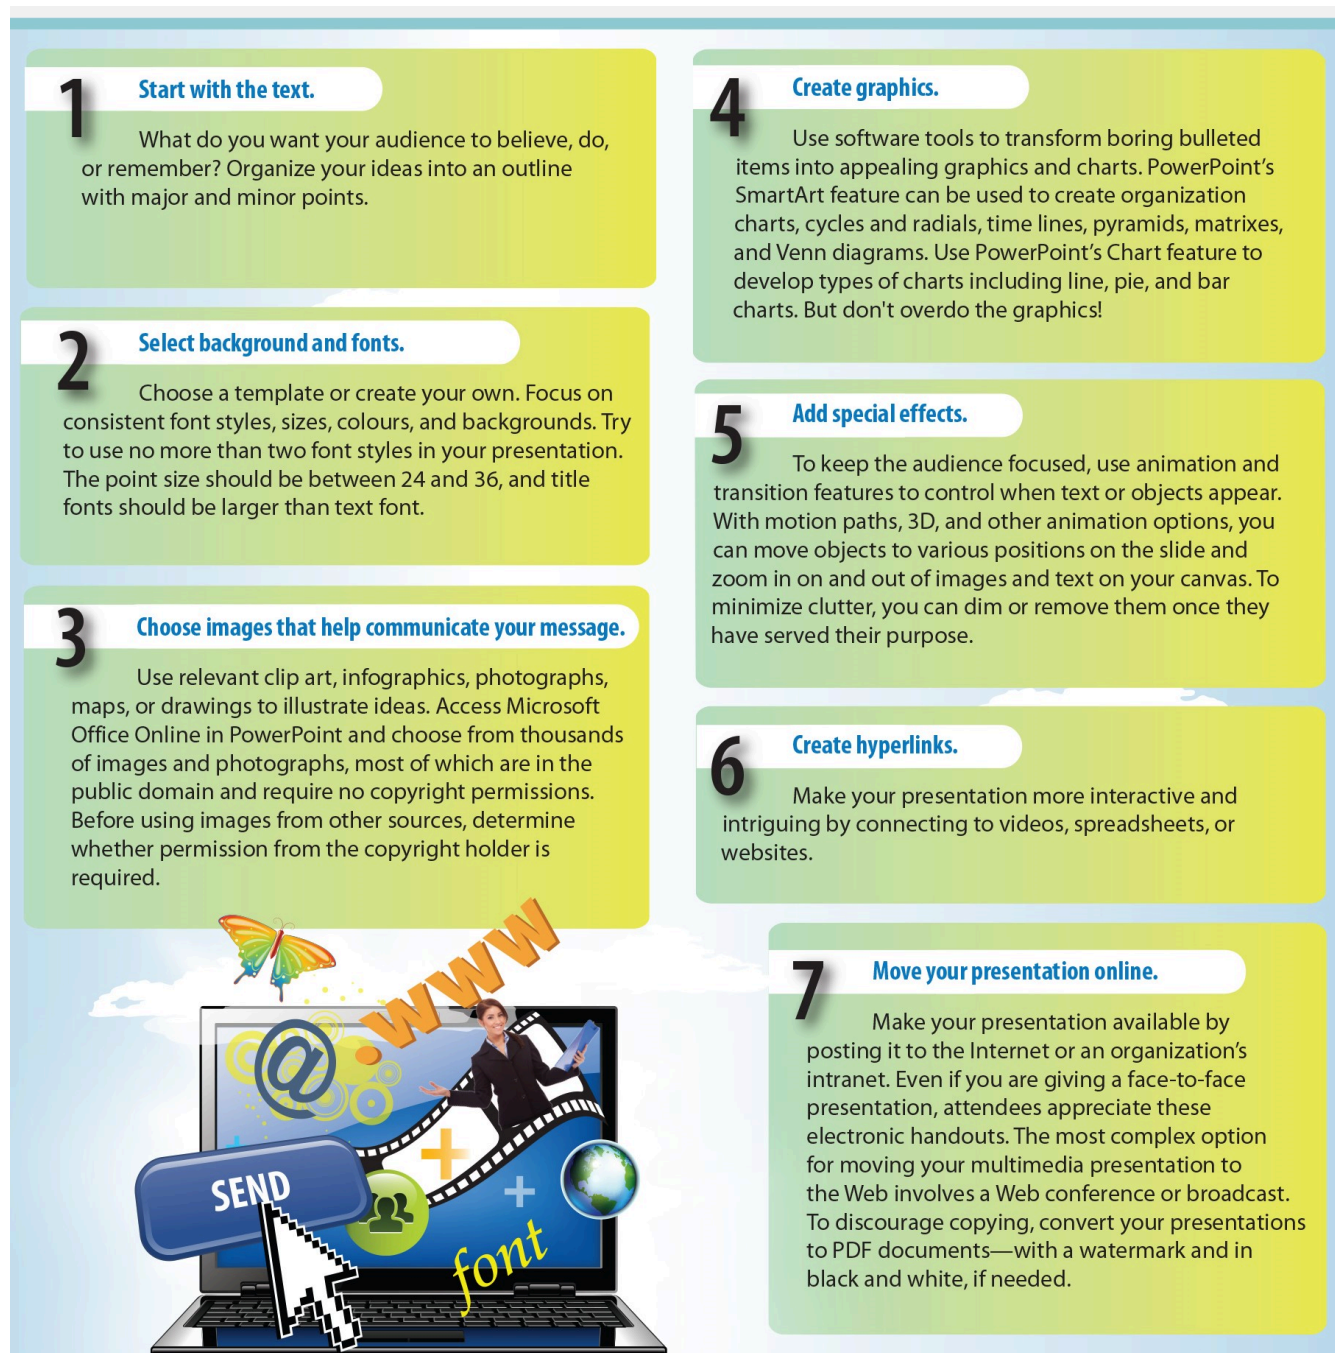 1
Start with the text.
What do you want your audience to believe, do,
or remember? Organize your ideas into an outline
with major and minor points.
2
Select background and fonts.
Choose a template or create your own. Focus on
consistent font styles, sizes, colours, and backgrounds. Try
to use no more than two font styles in your presentation.
The point size should be between 24 and 36, and title
fonts should be larger than text font.
3
Choose images that help communicate your message.
Use relevant clip art, infographics, photographs,
maps, or drawings to illustrate ideas. Access Microsoft
Office Online in PowerPoint and choose from thousands
of images and photographs, most of which are in the
public domain and require no copyright permissions.
Before using images from other sources, determine
whether permission from the copyright holder is
required.
.www
@
SEND
font
4
Create graphics.
Use software tools to transform boring bulleted
items into appealing graphics and charts. PowerPoint's
SmartArt feature can be used to create organization
charts, cycles and radials, time lines, pyramids, matrixes,
and Venn diagrams. Use PowerPoint's Chart feature to
develop types of charts including line, pie, and bar
charts. But don't overdo the graphics!
5
Add special effects.
To keep the audience focused, use animation and
transition features to control when text or objects appear.
With motion paths, 3D, and other animation options, you
can move objects to various positions on the slide and
zoom in on and out of images and text on your canvas. To
minimize clutter, you can dim or remove them once they
have served their purpose.
6
Create hyperlinks.
Make your presentation more interactive and
intriguing by connecting to videos, spreadsheets, or
websites.
7
Move your presentation online.
Make your presentation available by
posting it to the Internet or an organization's
intranet. Even if you are giving a face-to-face
presentation, attendees appreciate these
electronic handouts. The most complex option
for moving your multimedia presentation to
the Web involves a Web conference or broadcast.
To discourage copying, convert your presentations
to PDF documents—with a watermark and in
black and white, if needed.